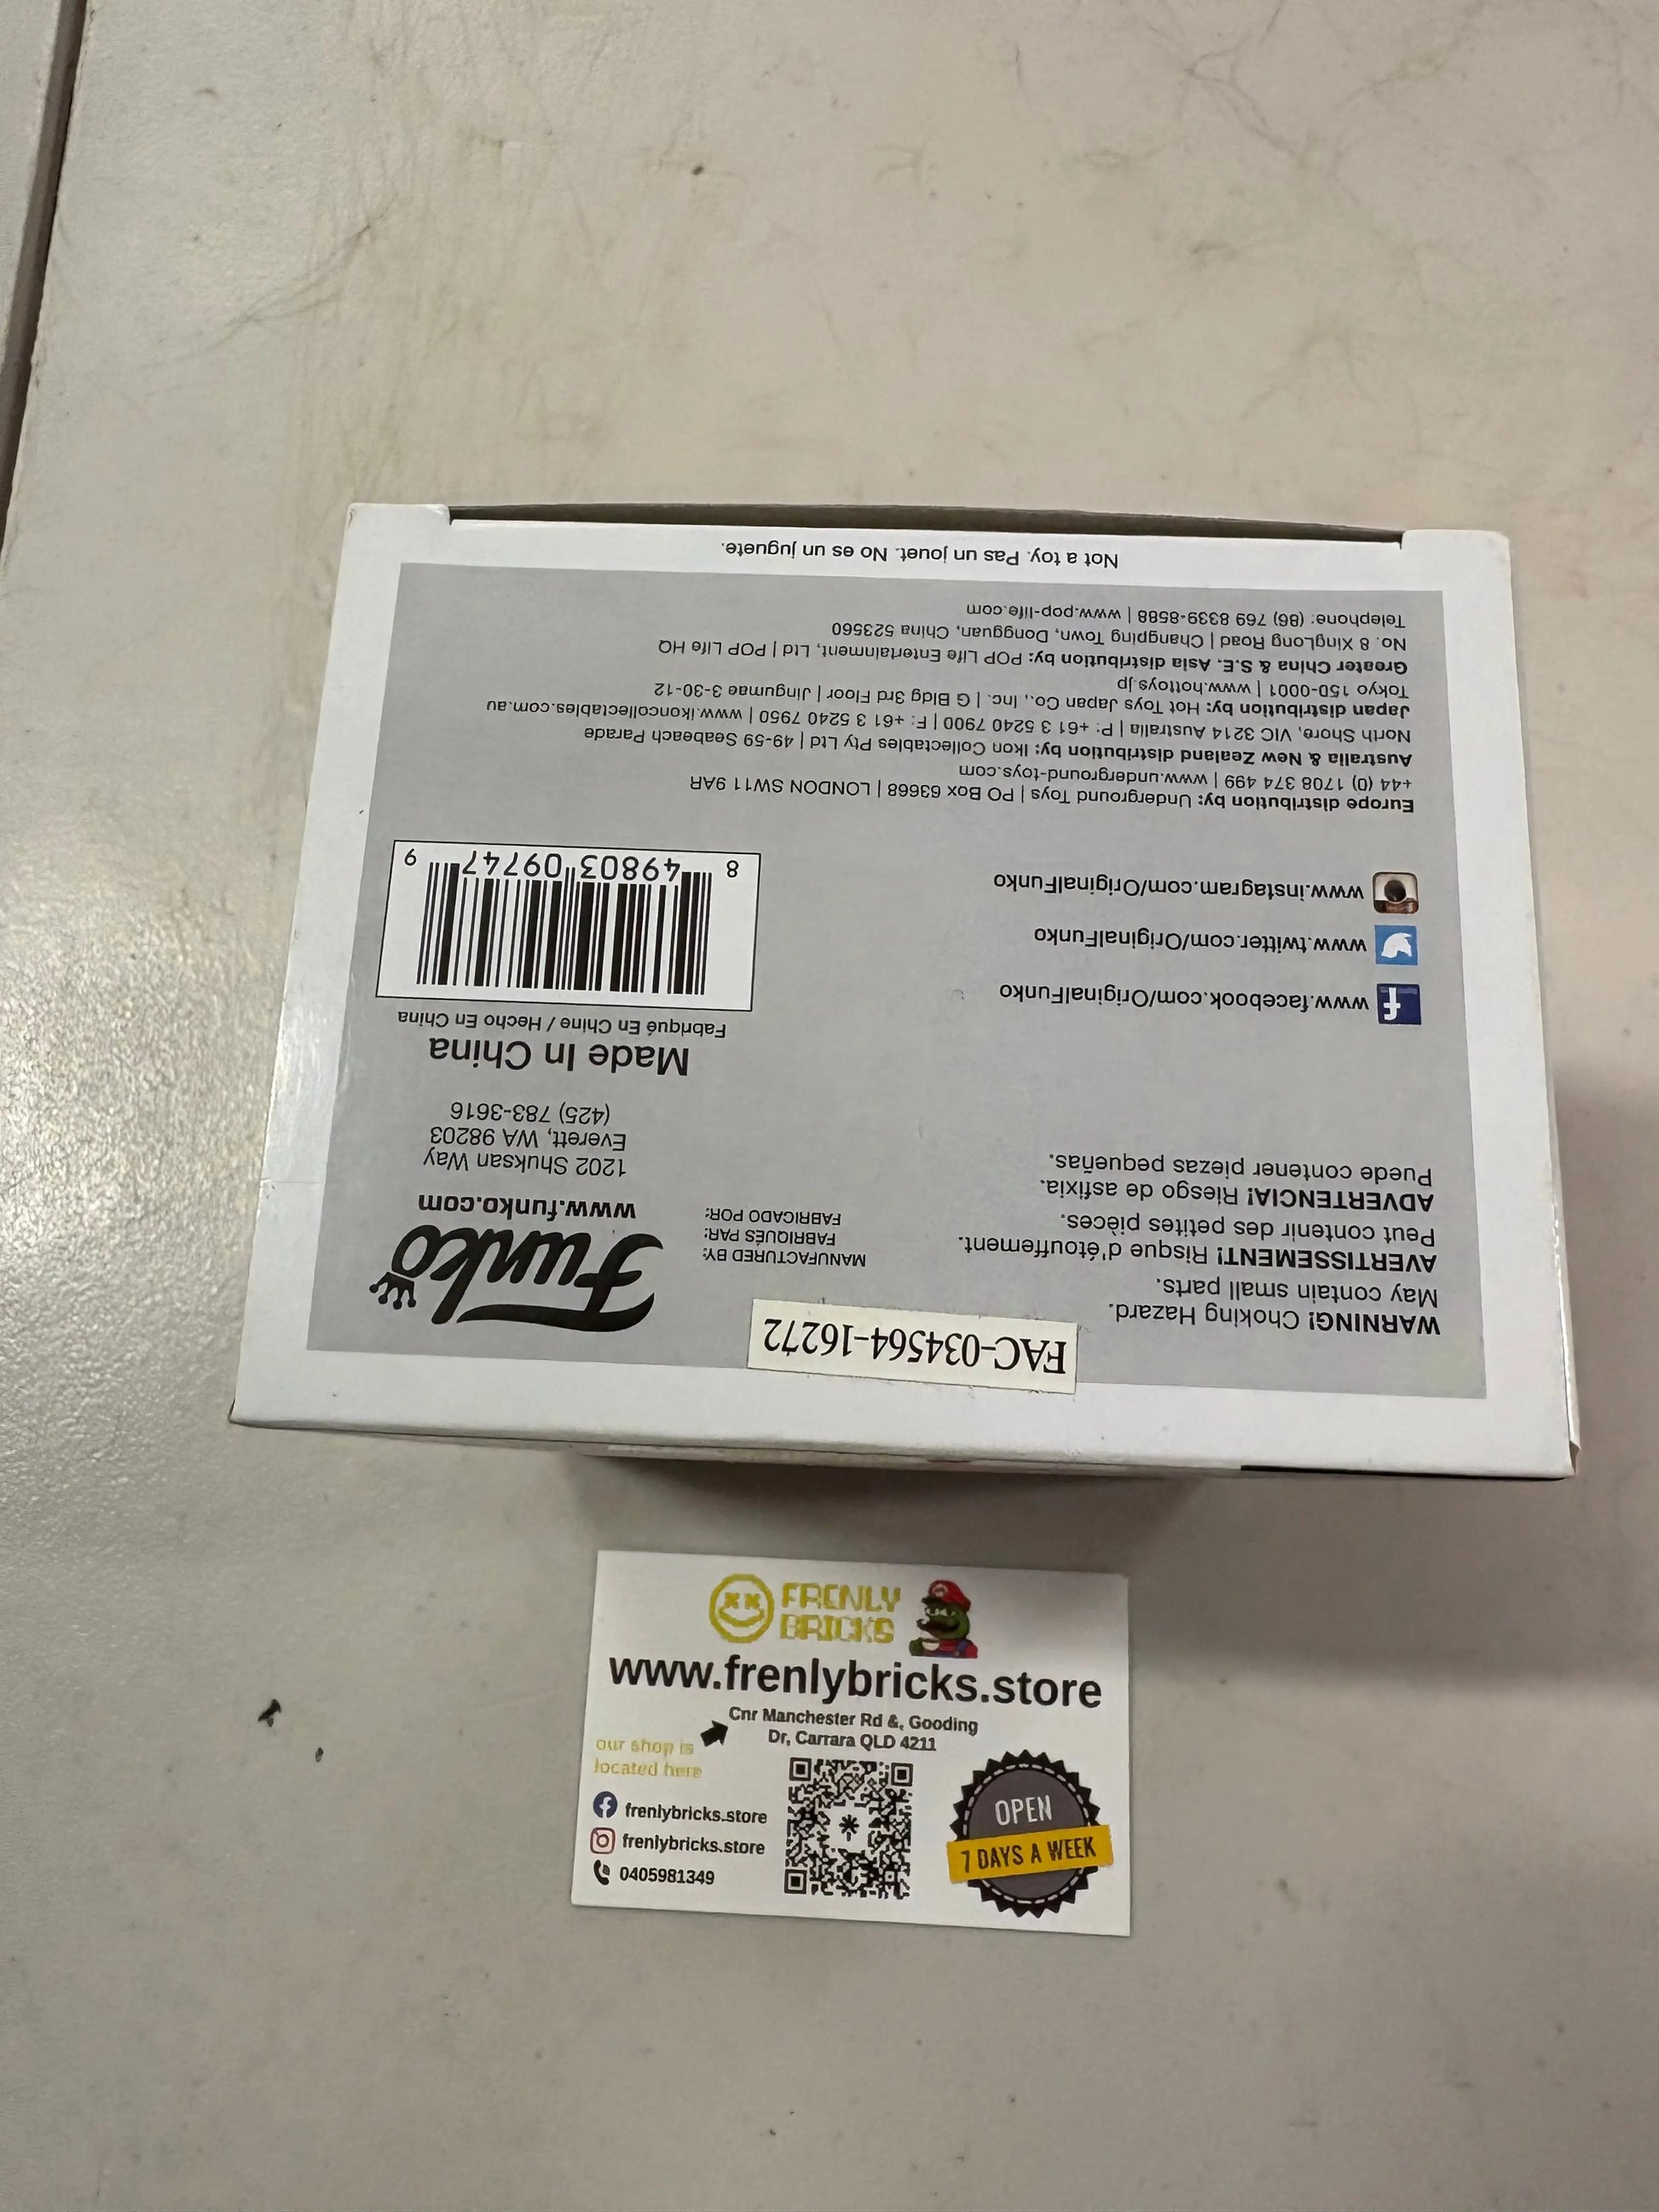 FAC-034564-16272
WARNING! Choking Hazard.
May contain small parts.
AVERTISSEMENT! Risque d'étouffement.
Peut contenir des petites pièces.
ADVERTENCIA! Riesgo de asfixia.
Puede contener piezas pequeñas.
MANUFACTURED BY:
FABRIQUÉS PAR:
FABRICADO POR:
Funko
www.funko.com
1202 Shuksan Way
Everett, WA 98203
(425) 783-3616
Made In China
Fabriqué En Chine / Hecho En China
8 49803 09747 9
www.facebook.com/OriginalFunko
www.twitter.com/OriginalFunko
www.instagram.com/OriginalFunko
Europe distribution by: Underground Toys | PO Box 63668 | LONDON SW11 9AR
+44 (0) 1708 374 499 | www.underground-toys.com
Australia & New Zealand distribution by: Ikon Collectables Pty Ltd | 49-59 Seabeach Parade
North Shore, VIC 3214 Australia | P: +61 3 5240 7900 | F: +61 3 5240 7950 | www.ikoncollectables.com.au
Japan distribution by: Hot Toys Japan Co., Inc. | G Bldg 3rd Floor | Jingumae 3-30-12
Tokyo 150-0001 | www.hottoys.jp
Greater China & S.E. Asia distribution by: POP Life Entertainment, Ltd | POP Life HQ
No. 8 XingLong Road | Changping Town, Dongguan, China 523560
Telephone: (86) 769 8339-8588 | www.pop-life.com
Not a toy. Pas un jouet. No es un juguete.
FRENLY
BRICKS
www.frenlybricks.store
Cnr Manchester Rd &, Gooding
Dr, Carrara QLD 4211
our shop is
located here
frenlybricks.store
frenlybricks.store
0405981349
OPEN
7 DAYS A WEEK